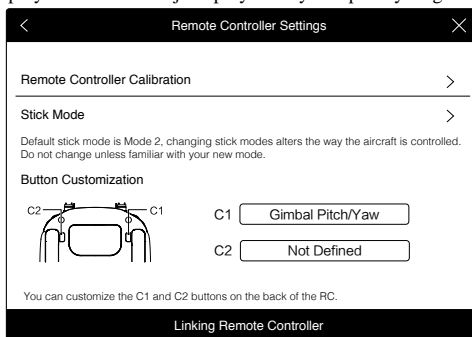 Remote Controller Settings
Remote Controller Calibration
Stick Mode
Default stick mode is Mode 2, changing stick modes alters the way the aircraft is controlled.
Do not change unless familiar with your new mode.
Button Customization
C2 C1
C1 Gimbal Pitch/Yaw
C2 Not Defined
You can customize the C1 and C2 buttons on the back of the RC.
Linking Remote Controller